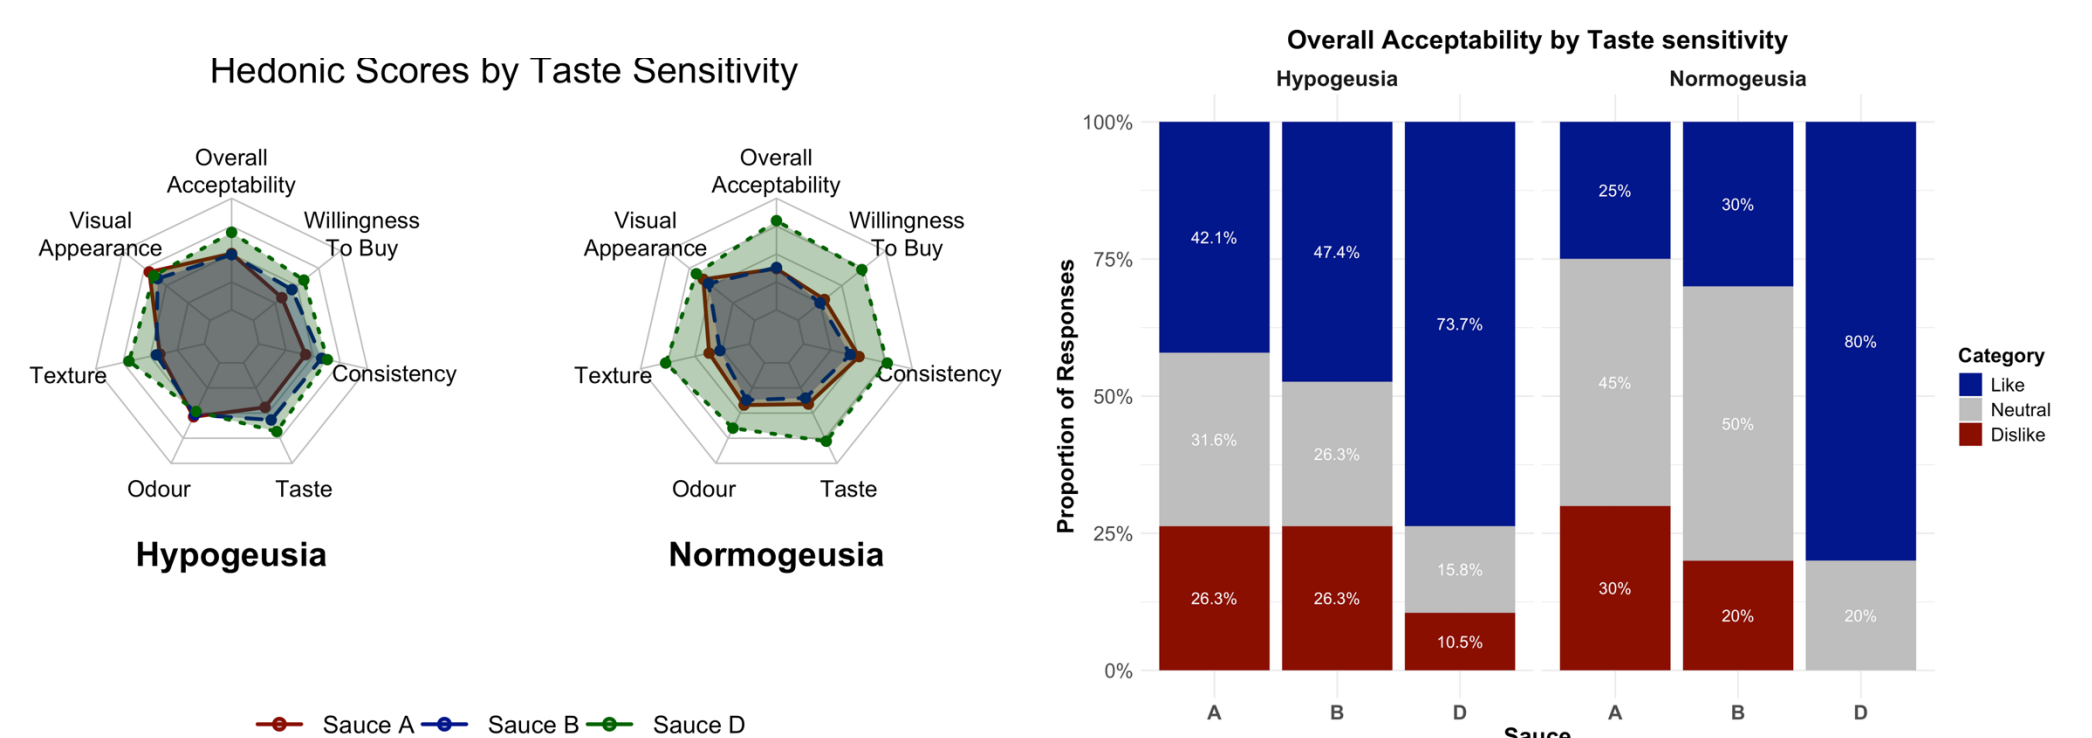 Hedonic Scores by Taste Sensitivity
Overall
Acceptability
Visual
Appearance
Willingness
To Buy
Texture
Consistency
Odour
Taste
Hypogeusia
Overall
Acceptability
Visual
Appearance
Willingness
To Buy
Texture
Consistency
Odour
Taste
Normogeusia
Sauce A
Sauce B
Sauce D
Overall Acceptability by Taste sensitivity
Hypogeusia
Normogeusia
Proportion of Responses
100%
75%
50%
25%
0%
42.1%
31.6%
26.3%
47.4%
26.3%
26.3%
73.7%
15.8%
10.5%
25%
45%
30%
30%
50%
20%
80%
20%
A
B
D
A
B
D
Sauce
Category
Like
Neutral
Dislike